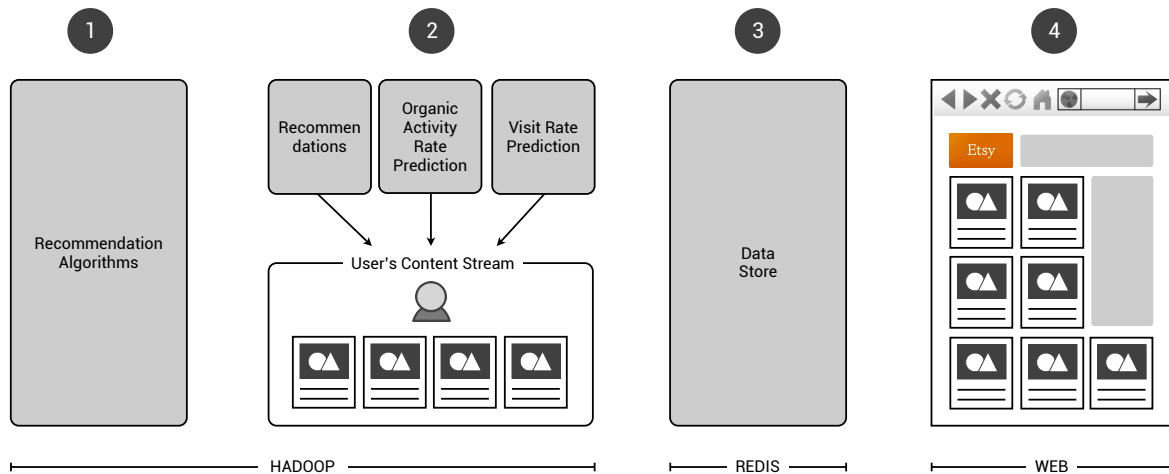 1
2
3
4
Recommendation
Algorithms
Recommen
dations
Organic
Activity
Rate
Prediction
Visit Rate
Prediction
User's Content Stream
Data
Store
Etsy
HADOOP
REDIS
WEB